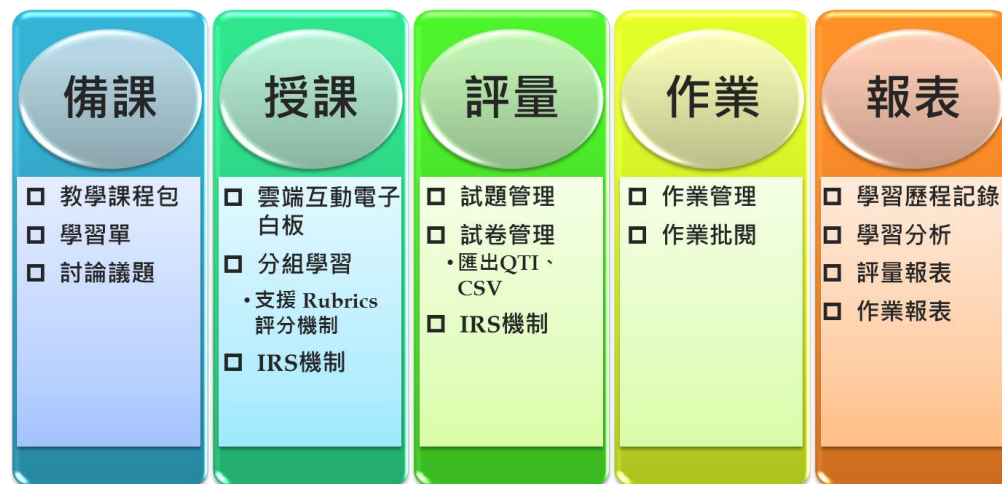 備課
教學課程包
學習單
討論議題
授課
雲端互動電子
白板
分組學習
•支援 Rubrics
評分機制
IRS機制
評量
試題管理
試卷管理
•匯出QTI、
CSV
IRS機制
作業
作業管理
作業批閱
報表
學習歷程記錄
學習分析
評量報表
作業報表